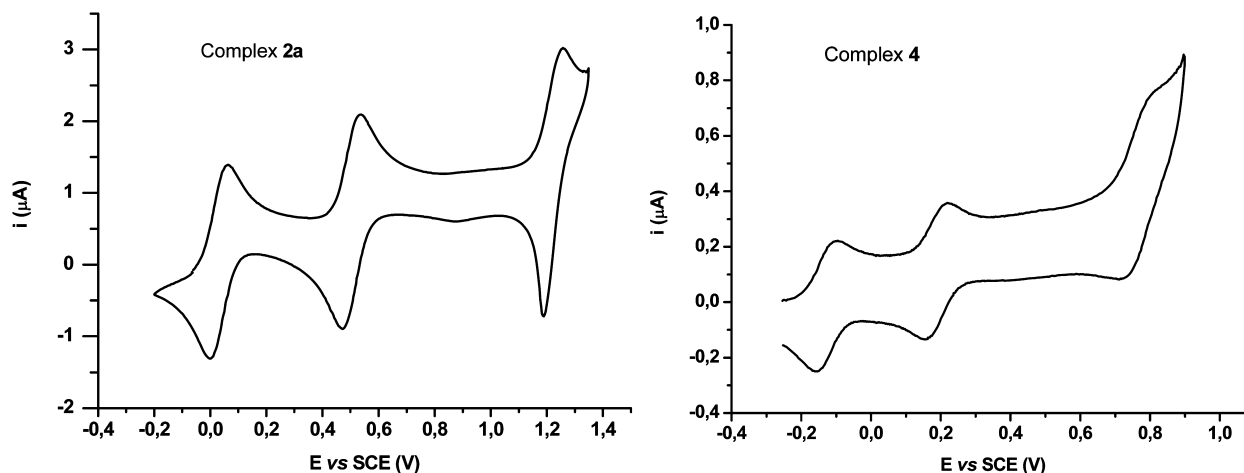 Complex 2a
3
2
1
0
-1
-2
i (μA)
-0,4 -0,2 0,0 0,2 0,4 0,6 0,8 1,0 1,2 1,4
E vs SCE (V)
Complex 4
1,0
0,8
0,6
0,4
0,2
0,0
-0,2
-0,4
i (μA)
-0,4 -0,2 0,0 0,2 0,4 0,6 0,8 1,0
E vs SCE (V)